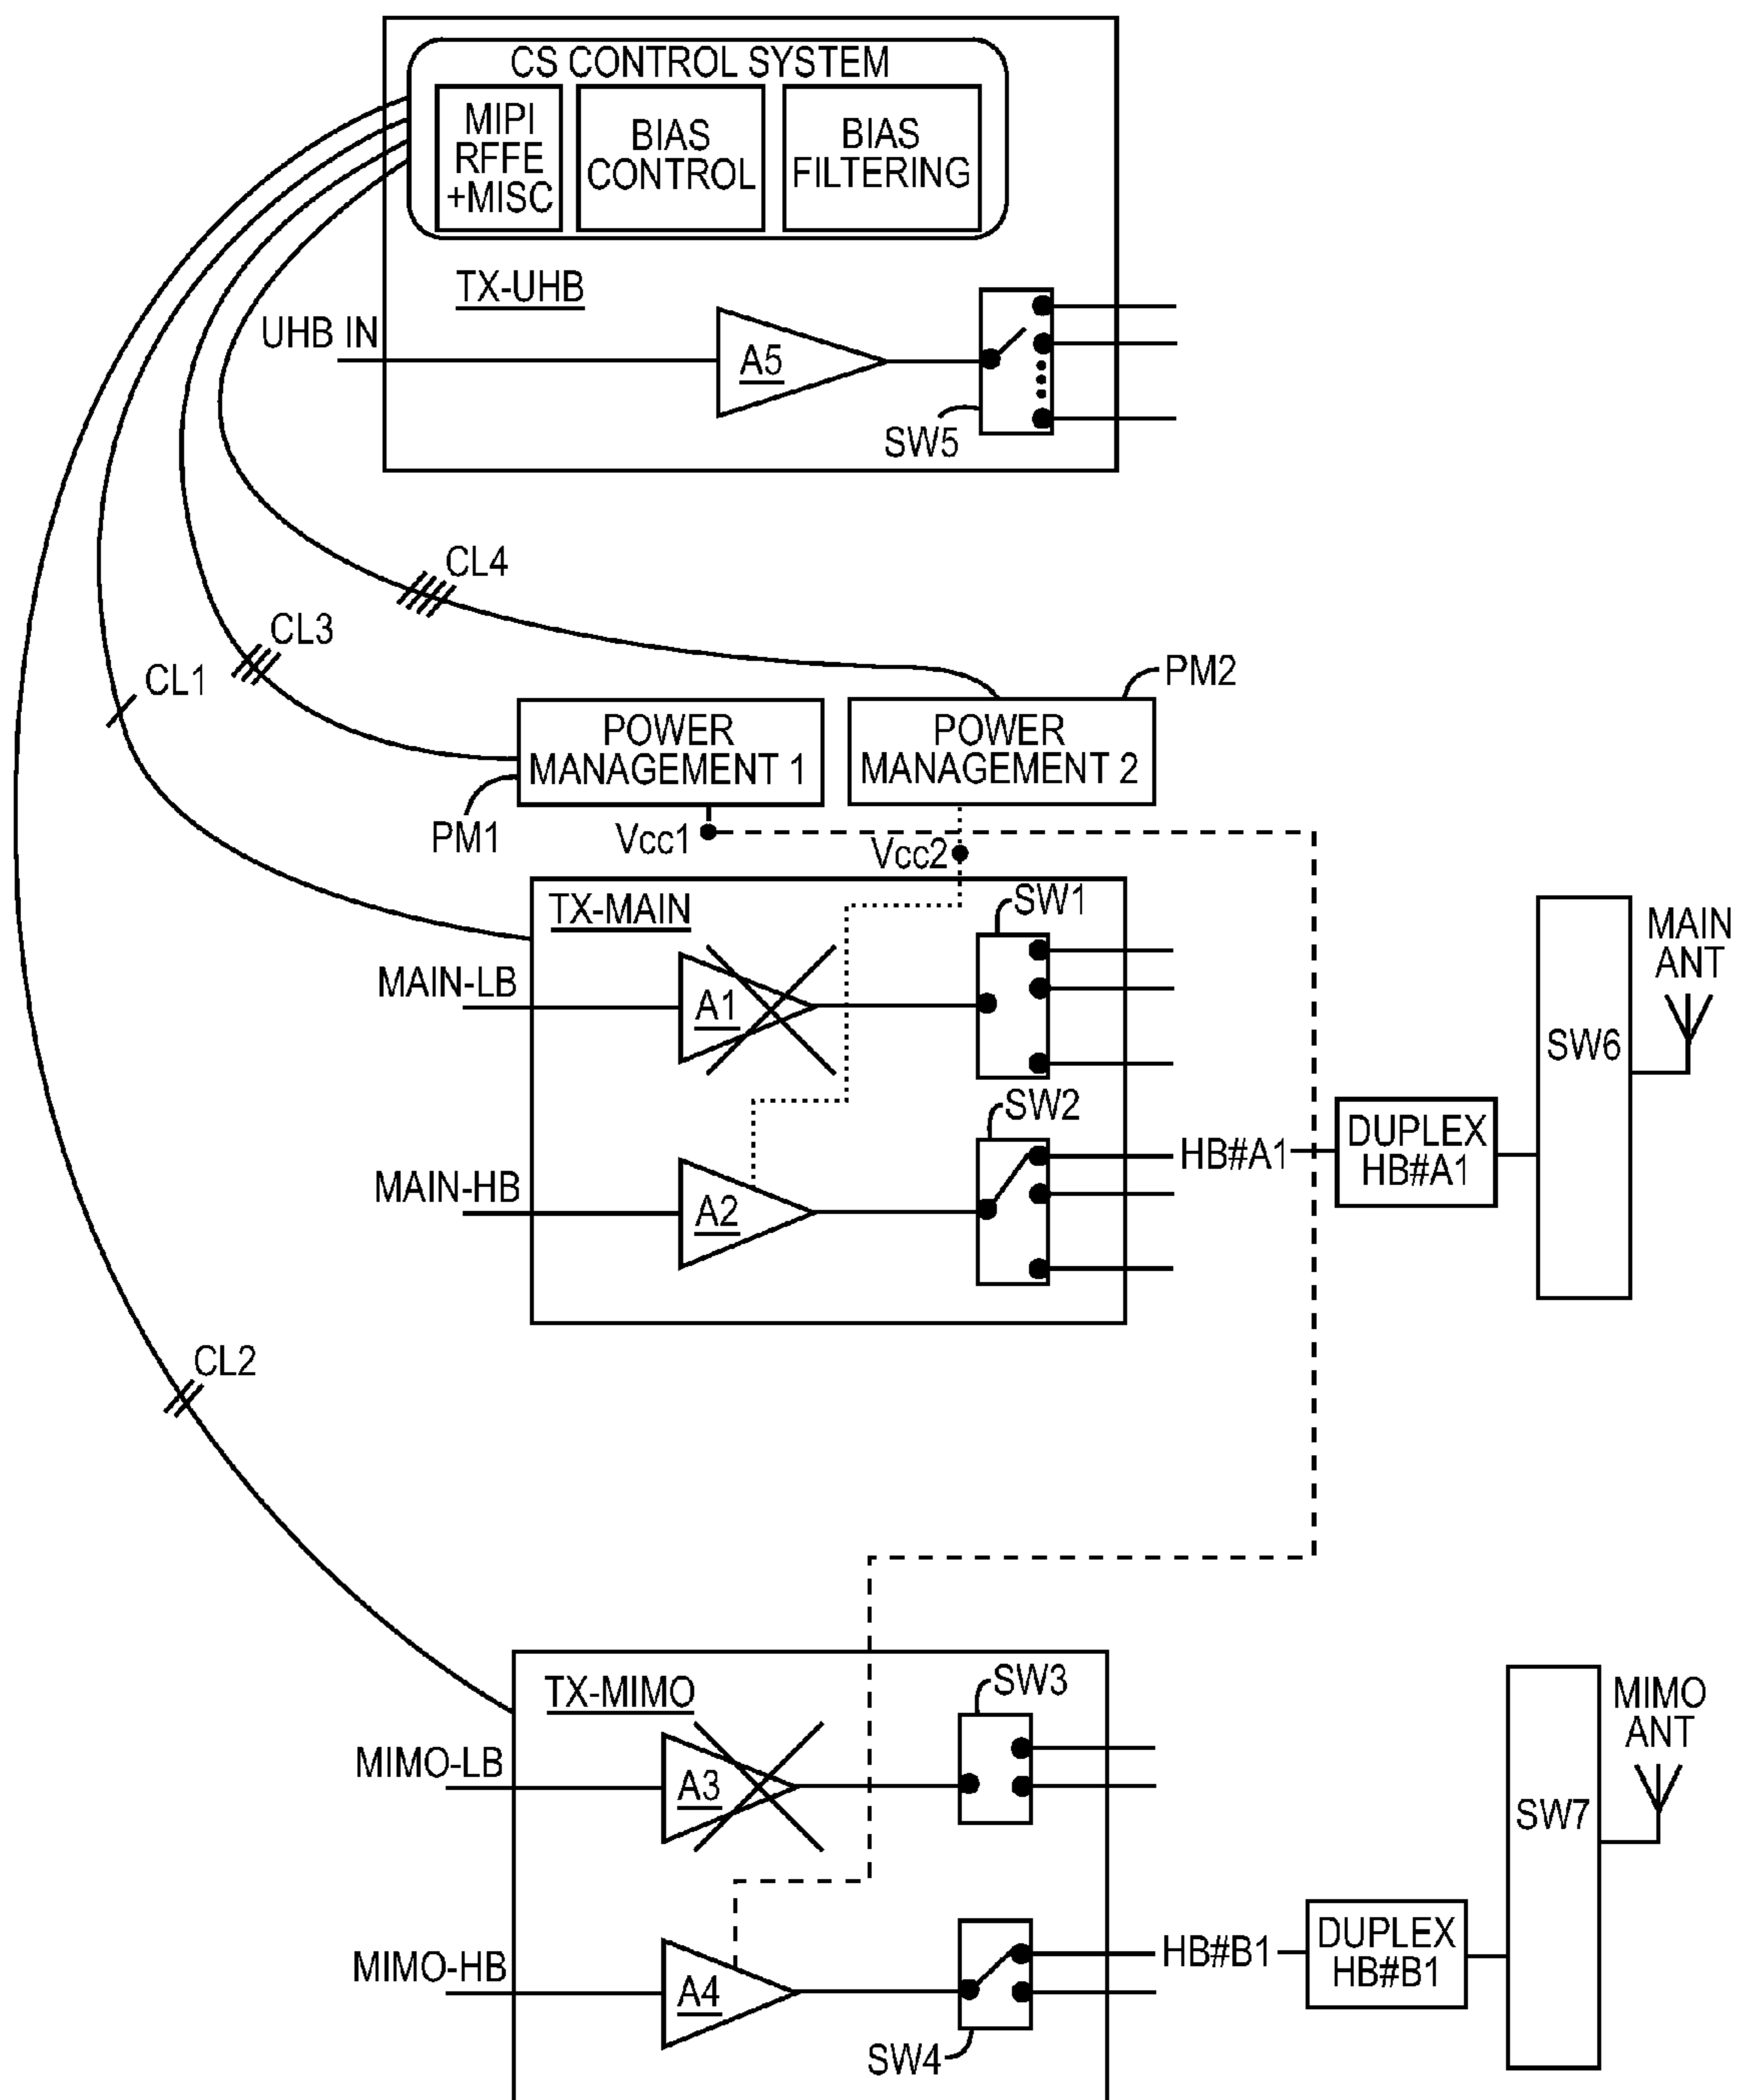 CS CONTROL SYSTEM
MIPI
RFFE
+MISC
BIAS
CONTROL
BIAS
FILTERING
TX-UHB
UHB IN
A5
SW5
CL4
CL3
CL1
PM2
POWER
MANAGEMENT 1
POWER
MANAGEMENT 2
PM1
Vcc1
Vcc2
TX-MAIN
SW1
MAIN-LB
A1
MAIN
ANT
SW6
SW2
MAIN-HB
A2
HB#A1
DUPLEX
HB#A1
CL2
TX-MIMO
SW3
MIMO-LB
A3
MIMO
ANT
SW7
MIMO-HB
A4
HB#B1
DUPLEX
HB#B1
SW4